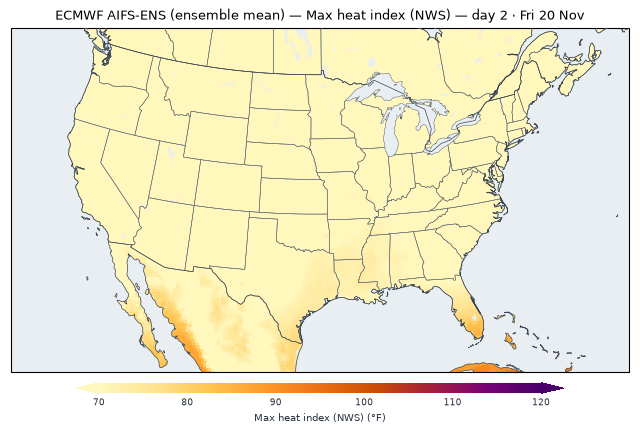 ECMWF AIFS-ENS (ensemble mean) — Max heat index (NWS) — day 2 · Fri 20 Nov
70 80 90 100 110 120
Max heat index (NWS) (°F)